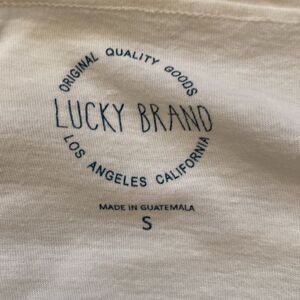 ORIGINAL QUALITY GOODS
LUCKY BRAND
LOS ANGELES CALIFORNIA
MADE IN GUATEMALA
S